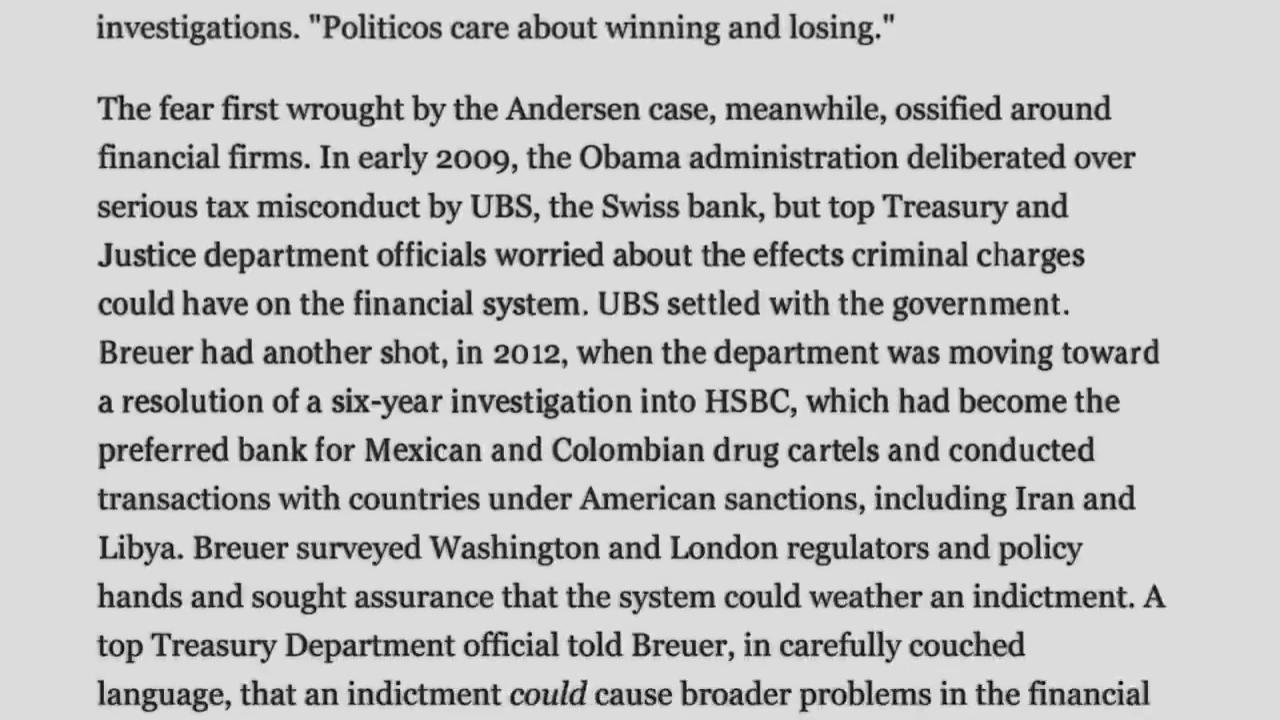 investigations. "Politicos care about winning and losing."
The fear first wrought by the Andersen case, meanwhile, ossified around
financial firms. In early 2009, the Obama administration deliberated over
serious tax misconduct by UBS, the Swiss bank, but top Treasury and
Justice department officials worried about the effects criminal charges
could have on the financial system. UBS settled with the government.
Breuer had another shot, in 2012, when the department was moving toward
a resolution of a six-year investigation into HSBC, which had become the
preferred bank for Mexican and Colombian drug cartels and conducted
transactions with countries under American sanctions, including Iran and
Libya. Breuer surveyed Washington and London regulators and policy
hands and sought assurance that the system could weather an indictment. A
top Treasury Department official told Breuer, in carefully couched
language, that an indictment could cause broader problems in the financial